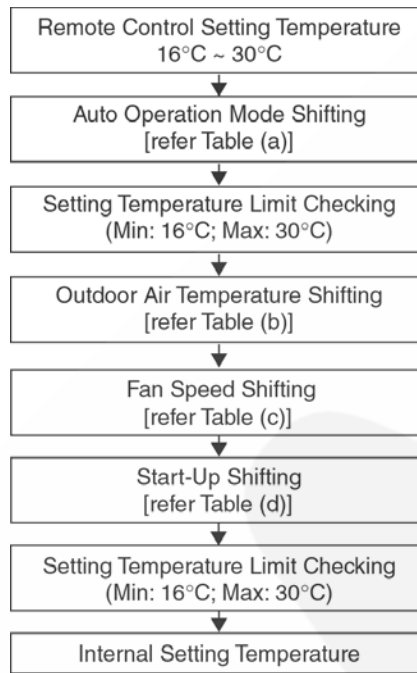 Remote Control Setting Temperature
16°C ~ 30°C
Auto Operation Mode Shifting
[refer Table (a)]
Setting Temperature Limit Checking
(Min: 16°C; Max: 30°C)
Outdoor Air Temperature Shifting
[refer Table (b)]
Fan Speed Shifting
[refer Table (c)]
Start-Up Shifting
[refer Table (d)]
Setting Temperature Limit Checking
(Min: 16°C; Max: 30°C)
Internal Setting Temperature